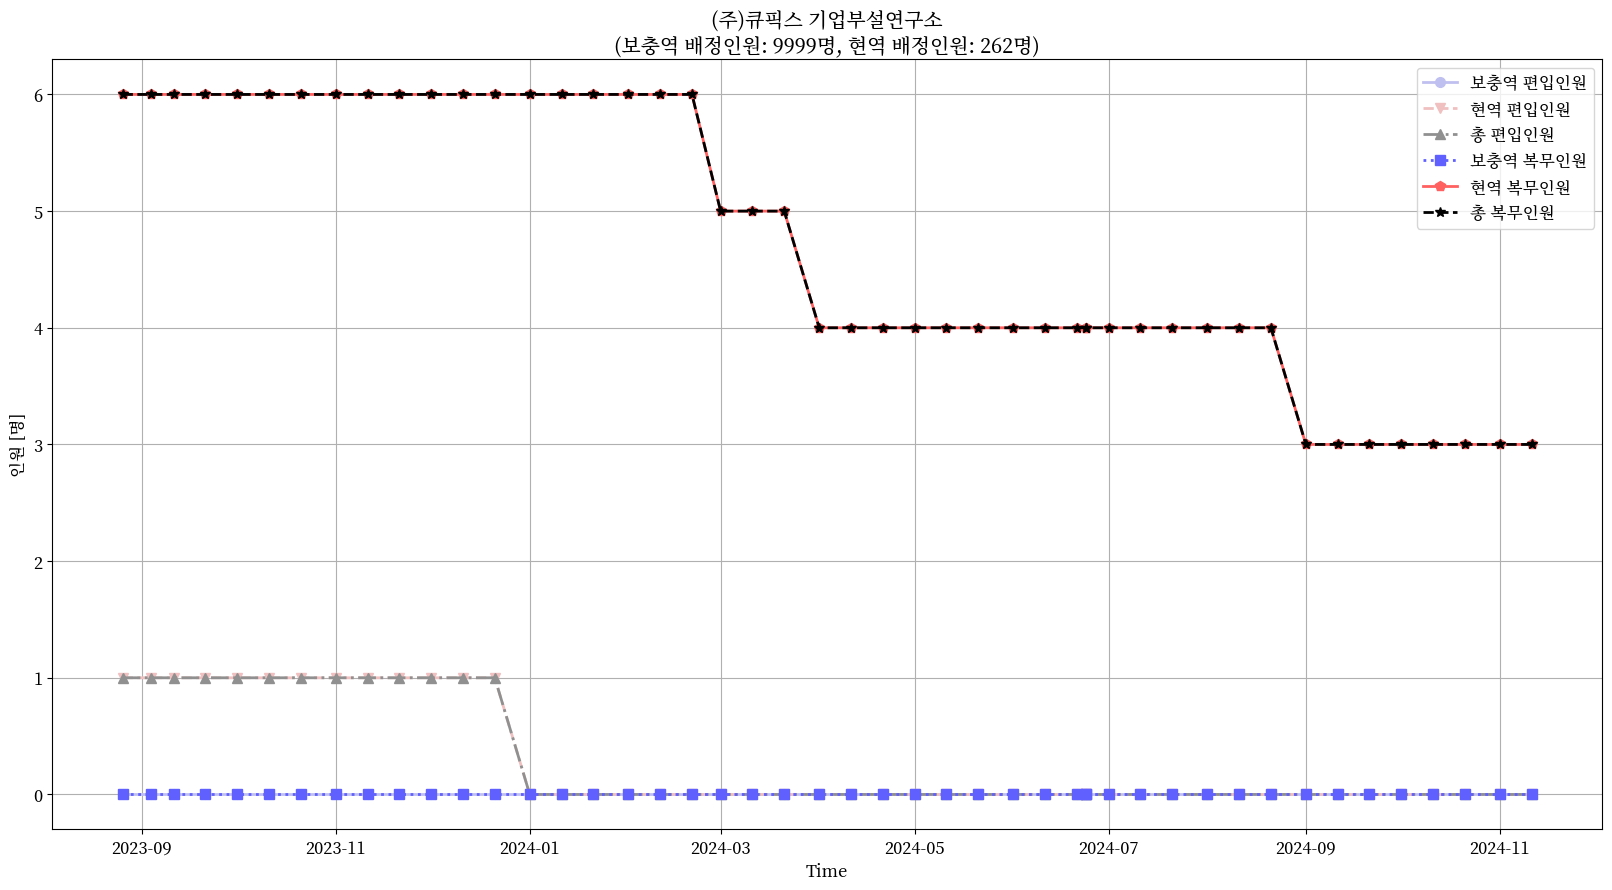 (주)큐픽스 기업부설연구소
(보충역 배정인원: 9999명, 현역 배정인원: 262명)
보충역 편입인원
현역 편입인원
총 편입인원
보충역 복무인원
현역 복무인원
총 복무인원
인원 [명]
6
5
4
3
2
1
0
2023-09
2023-11
2024-01
2024-03
2024-05
2024-07
2024-09
2024-11
Time